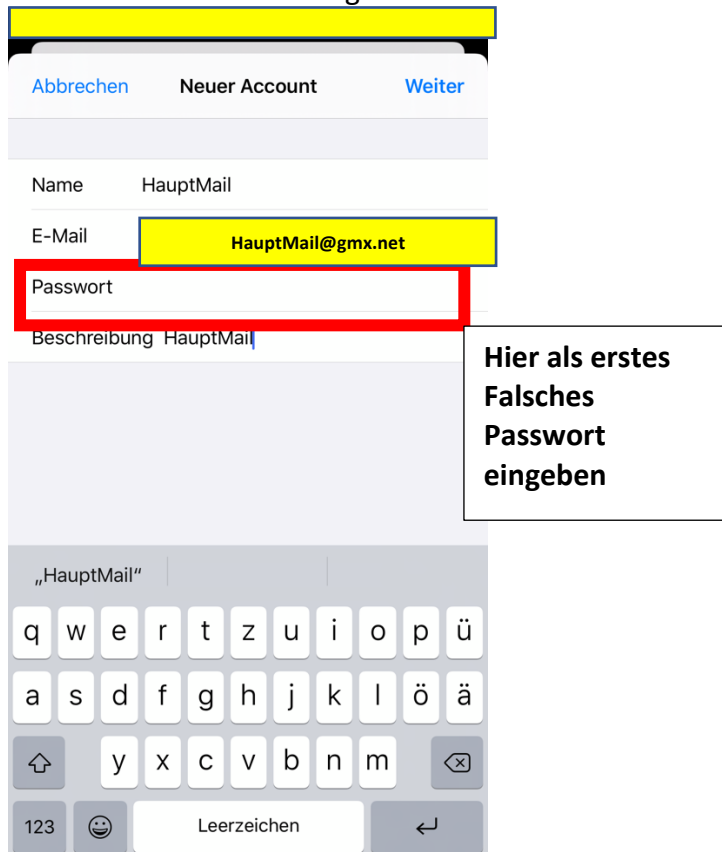 Abbrechen Neuer Account Weiter
Name HauptMail
E-Mail HauptMail@gmx.net
Passwort
Beschreibung HauptMail
Hier als erstes
Falsches
Passwort
eingeben
„HauptMail“
q w e r t z u i o p ü
a s d f g h j k l ö ä
y x c v b n m
123 Leerzeichen